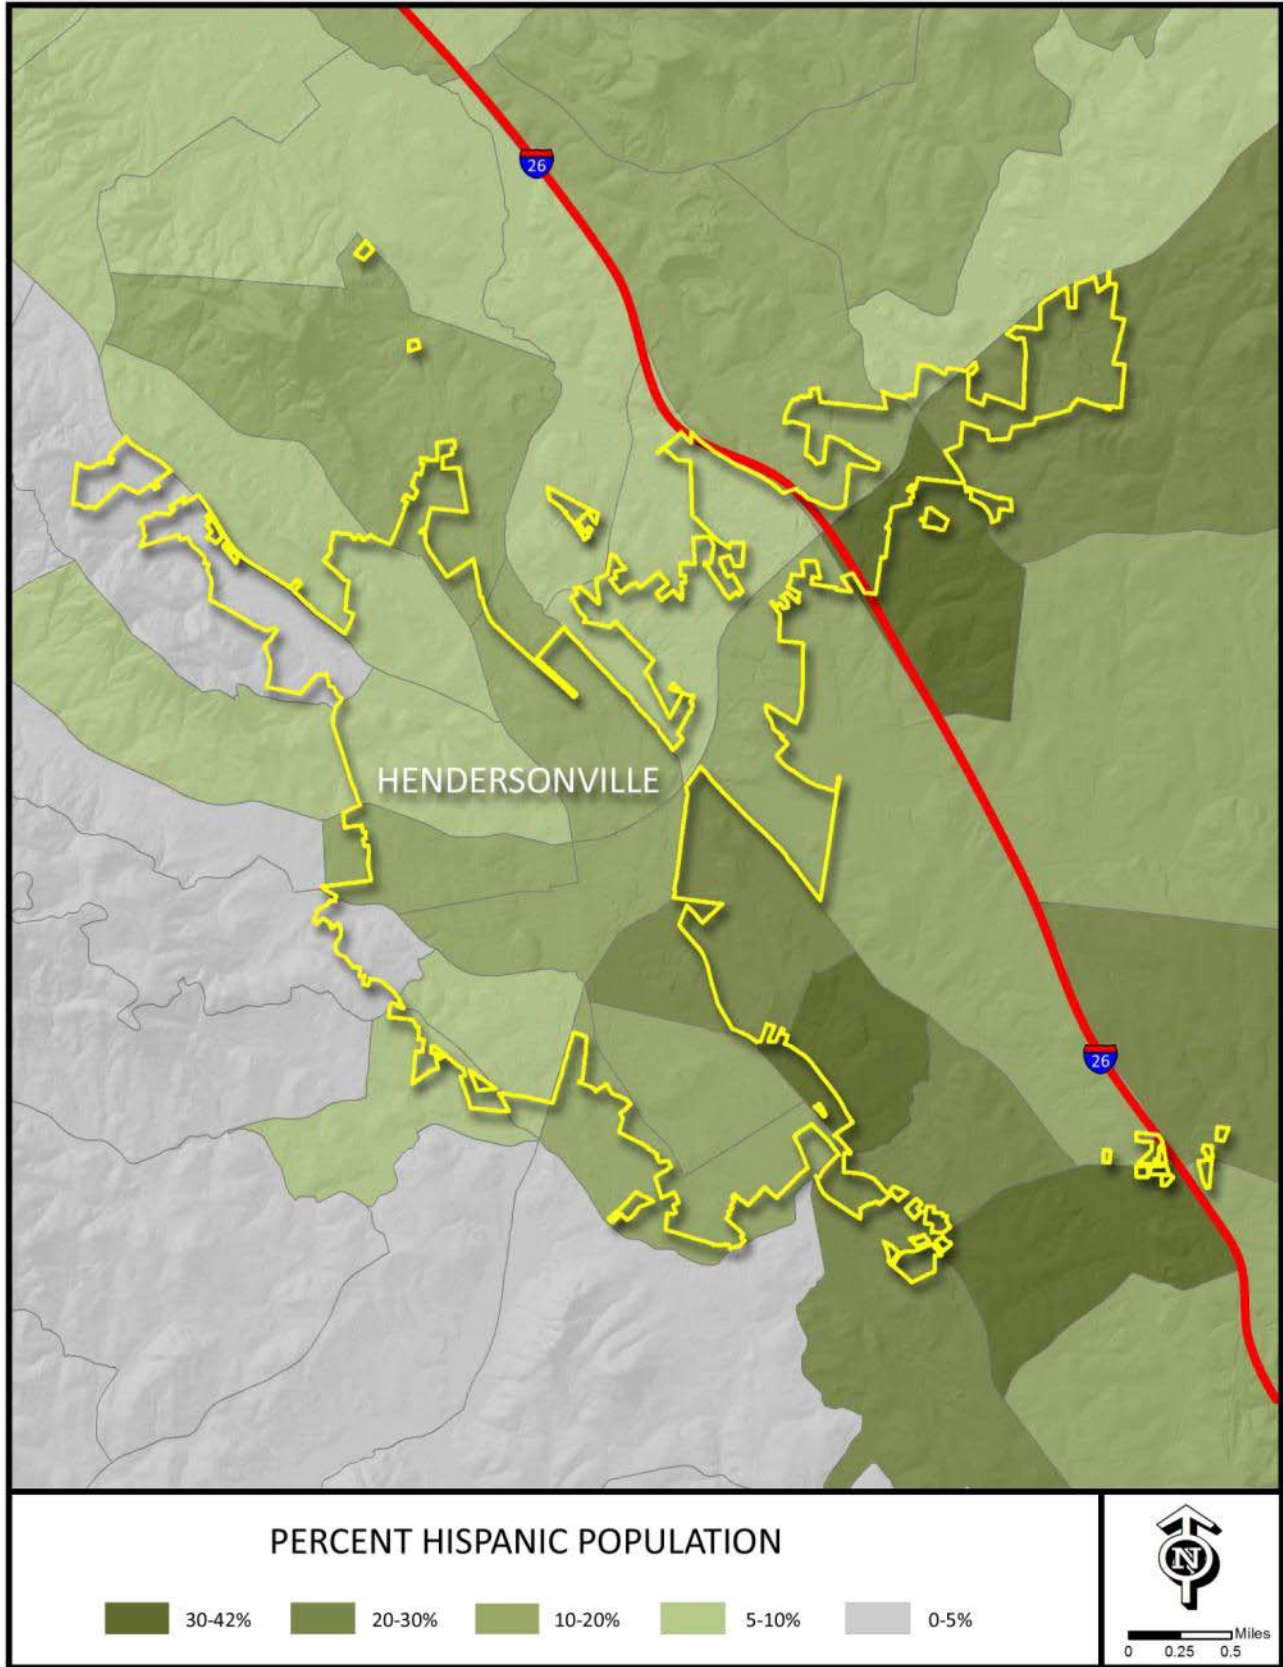 26
HENDERSONVILLE
26
PERCENT HISPANIC POPULATION
30-42% 20-30% 10-20% 5-10% 0-5%
N
Miles
0 0.25 0.5